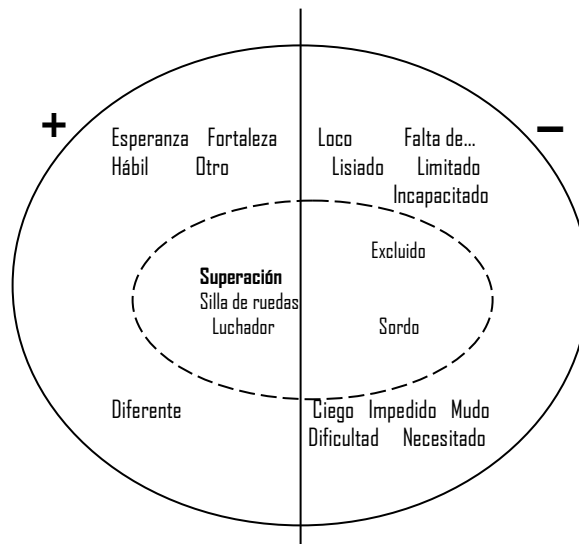 + −
Esperanza Fortaleza Loco Falta de...
Hábil Otro Lisiado Limitado
Incapacitado
Excluido
Superación
Silla de ruedas
Luchador Sordo
Diferente Ciego Impedido Mudo
Dificultad Necesitado